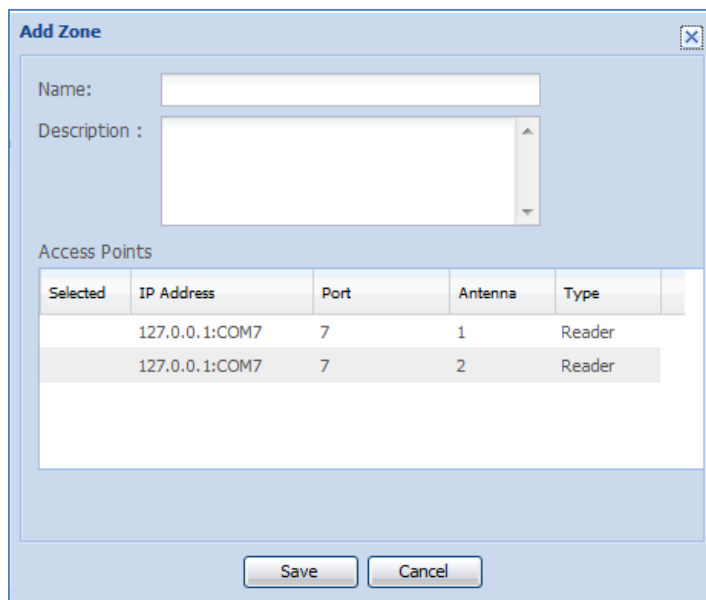 Add Zone
Name:
Description :
Access Points
Selected IP Address Port Antenna Type
127.0.0.1:COM7 7 1 Reader
127.0.0.1:COM7 7 2 Reader
Save Cancel